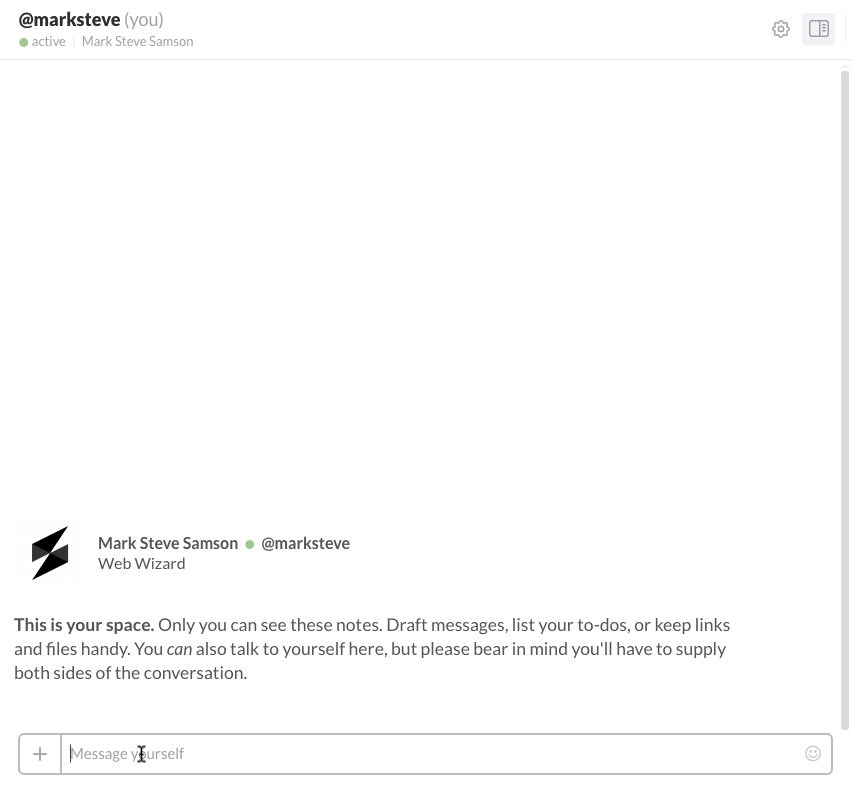 @marksteve (you)
active | Mark Steve Samson
Mark Steve Samson @marksteve
Web Wizard
This is your space. Only you can see these notes. Draft messages, list your to-dos, or keep links
and files handy. You can also talk to yourself here, but please bear in mind you'll have to supply
both sides of the conversation.
Message yourself